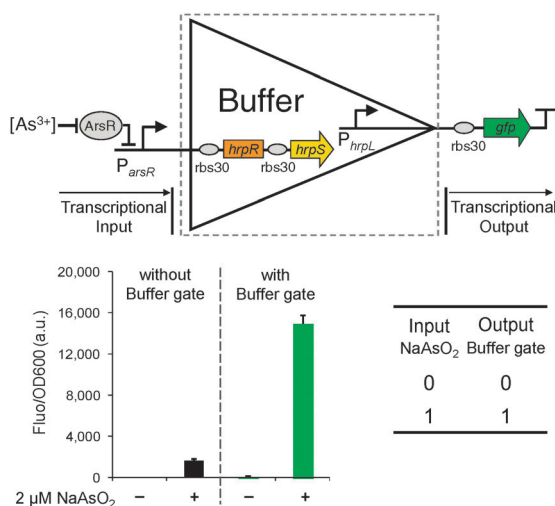 Buffer
[As3+]
ArsR
ParsR
rbs30
hrpR
rbs30
hrpS
PhrpL
rbs30
gfp
Transcriptional
Input
Transcriptional
Output
20,000
16,000
12,000
8,000
4,000
0
Fluo/OD600 (a.u.)
without
Buffer gate
with
Buffer gate
2 µM NaAsO2 – + – +
Input Output
NaAsO2 Buffer gate
0 0
1 1